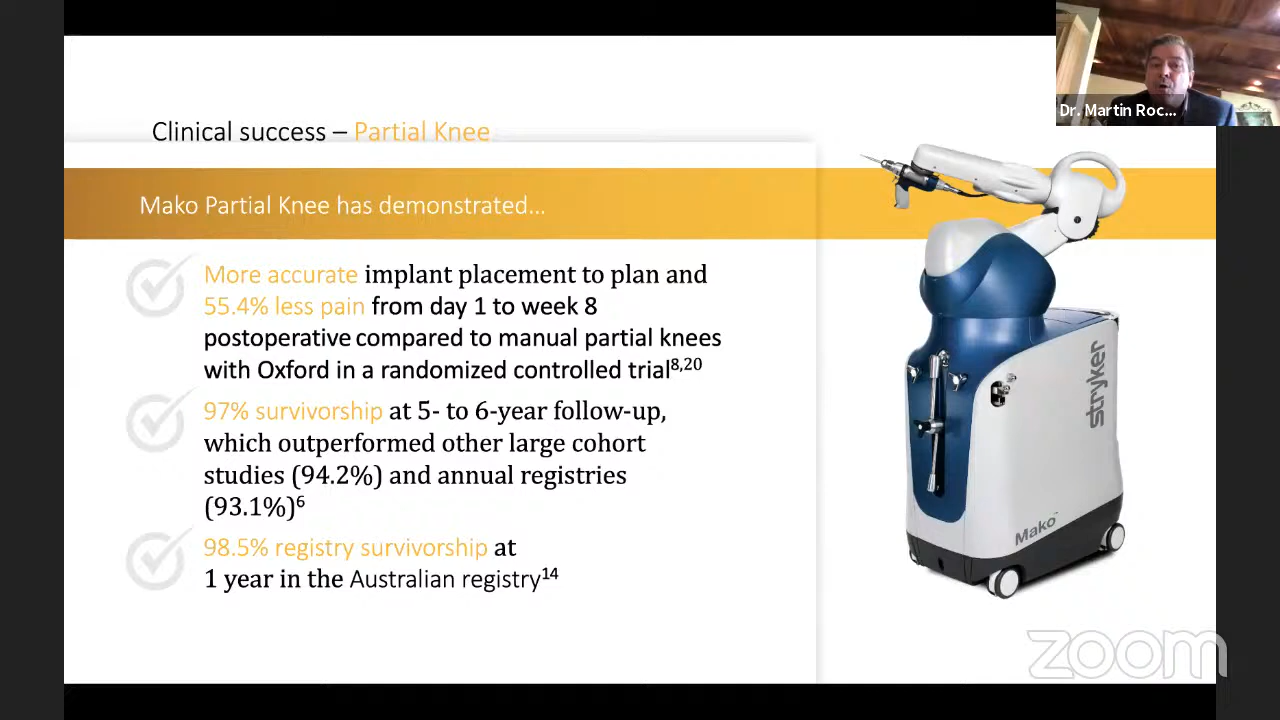 Dr. Martin Roc...
Clinical success – Partial Knee
Mako Partial Knee has demonstrated...
More accurate implant placement to plan and
55.4% less pain from day 1 to week 8
postoperative compared to manual partial knees
with Oxford in a randomized controlled trial8,20
97% survivorship at 5- to 6-year follow-up,
which outperformed other large cohort
studies (94.2%) and annual registries
(93.1%)6
98.5% registry survivorship at
1 year in the Australian registry14
stryker
Mako™
zoom